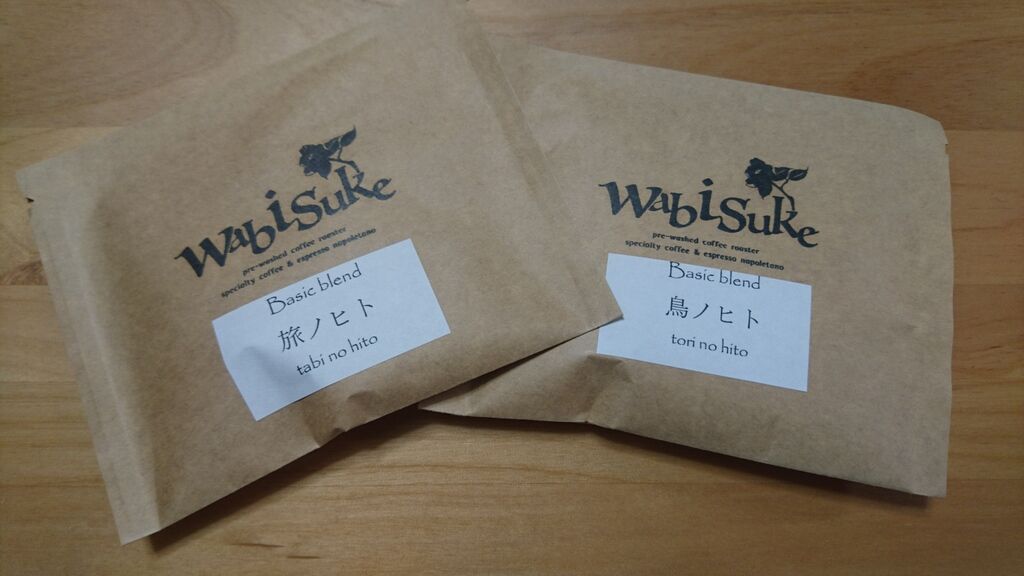 WabiSuke
pre-washed coffee roaster
specialty coffee & espresso napoletano
Basic blend
旅ノヒト
tabi no hito
WabiSuke
pre-washed coffee roaster
specialty coffee & espresso napoletano
Basic blend
鳥ノヒト
tori no hito